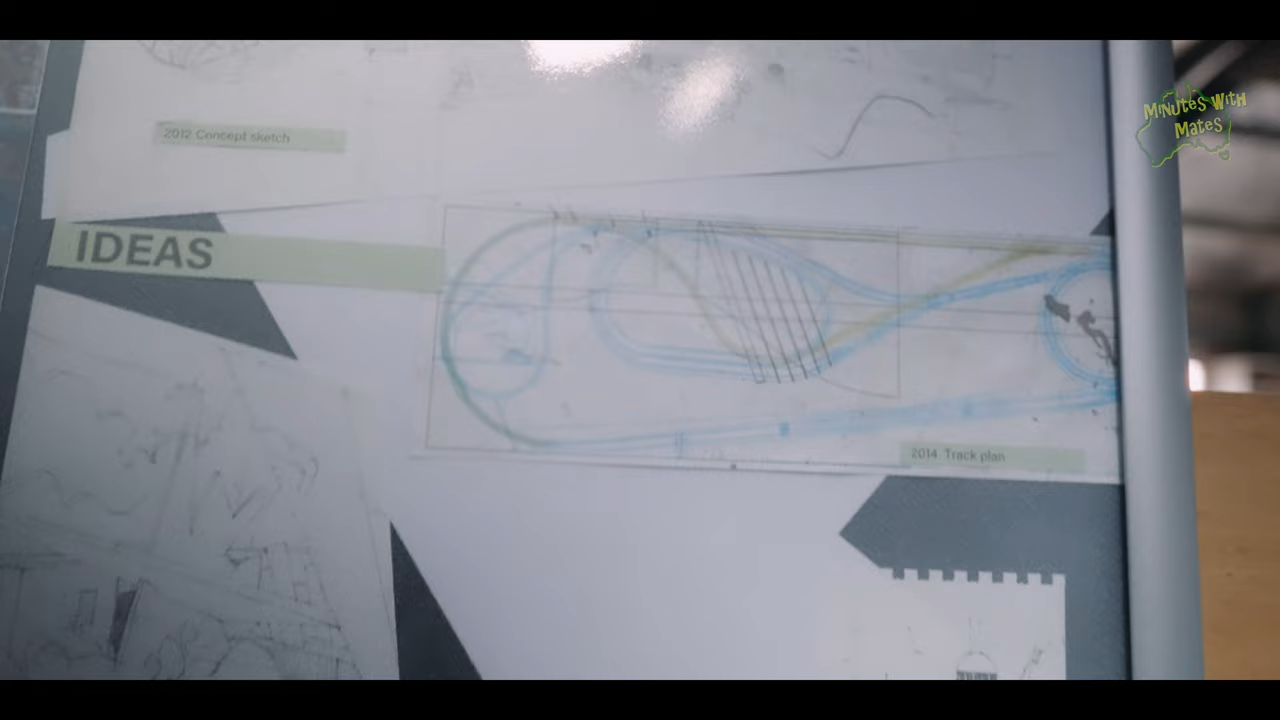 MINUTES WITH
MATES
2012 Concept sketch
IDEAS
2014 Track plan